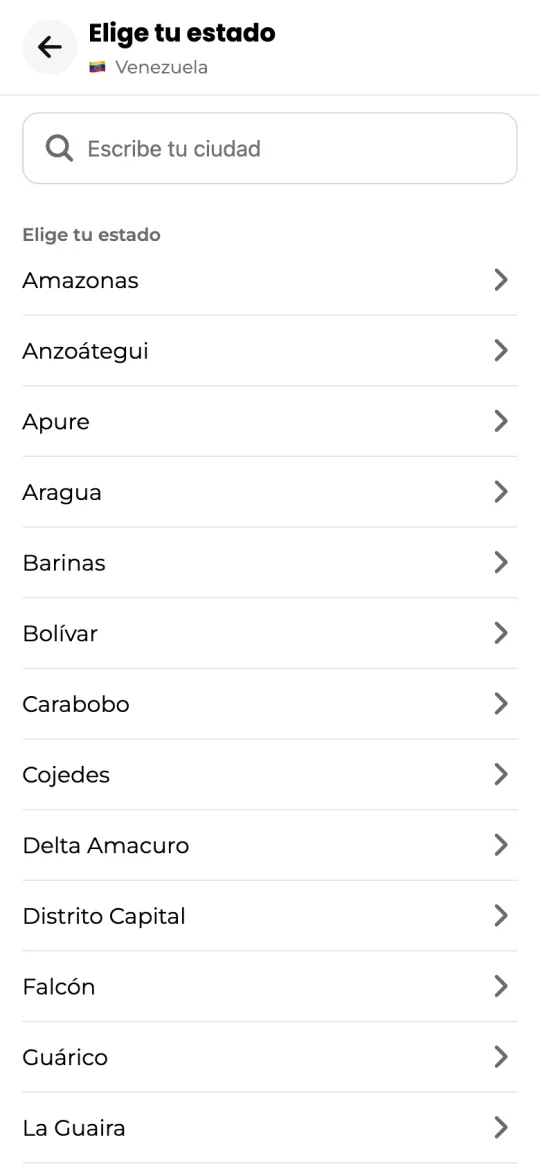 Elige tu estado
Venezuela
Escribe tu ciudad
Elige tu estado
Amazonas
Anzoátegui
Apure
Aragua
Barinas
Bolívar
Carabobo
Cojedes
Delta Amacuro
Distrito Capital
Falcón
Guárico
La Guaira